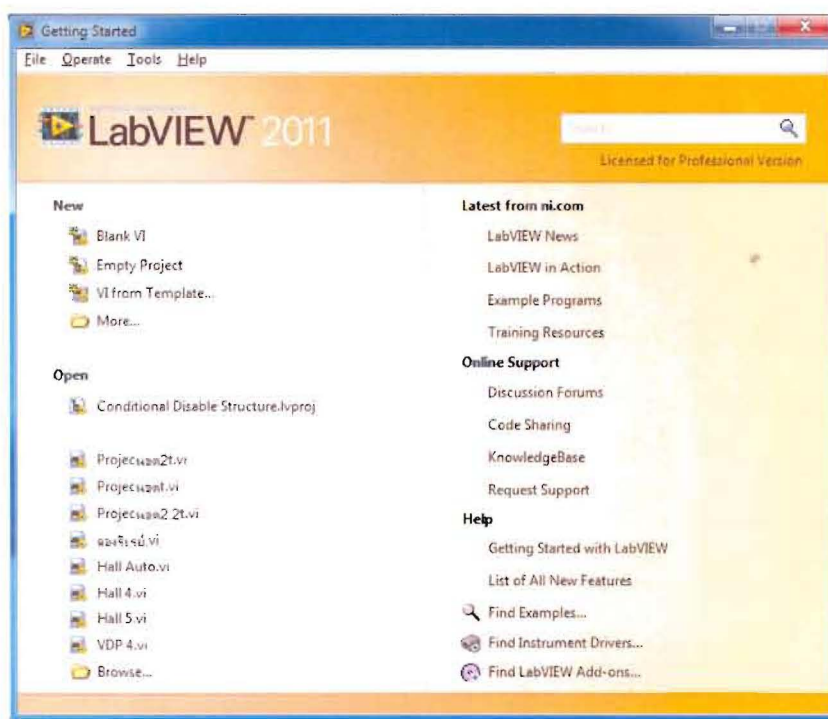 Getting Started
File Operate Tools Help
LabVIEW™ 2011
Licensed for Professional Version
New
Blank VI
Empty Project
VI from Template...
More...
Open
Conditional Disable Structure.lvproj
.vi
Hall Auto.vi
Hall 4.vi
Hall 5.vi
VDP 4.vi
Browse...
Latest from ni.com
LabVIEW News
LabVIEW in Action
Example Programs
Training Resources
Online Support
Discussion Forums
Code Sharing
KnowledgeBase
Request Support
Help
Getting Started with LabVIEW
List of All New Features
Find Examples...
Find Instrument Drivers...
Find LabVIEW Add-ons...